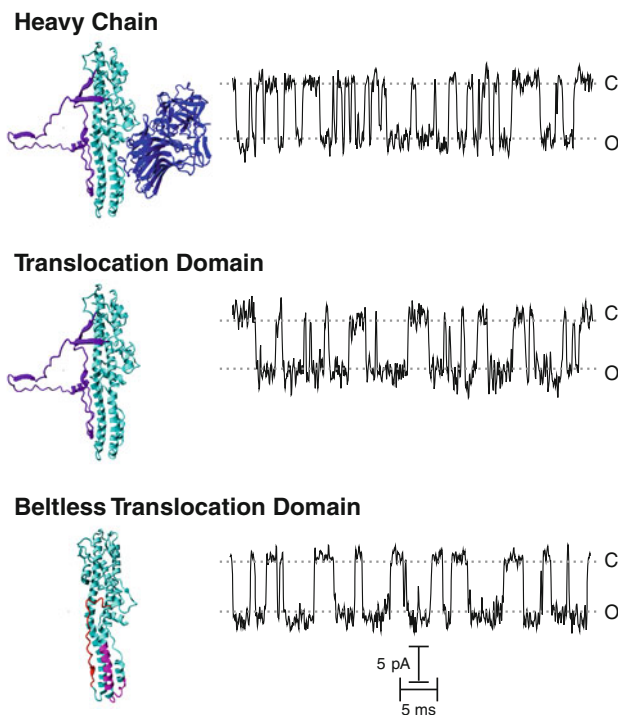 Heavy Chain
C
O
Translocation Domain
C
O
Beltless Translocation Domain
C
O
5 pA
5 ms